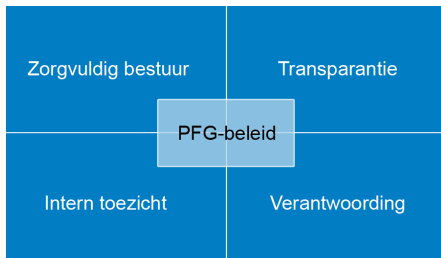 Zorgvuldig bestuur
Transparantie
PFG-beleid
Intern toezicht
Verantwoording